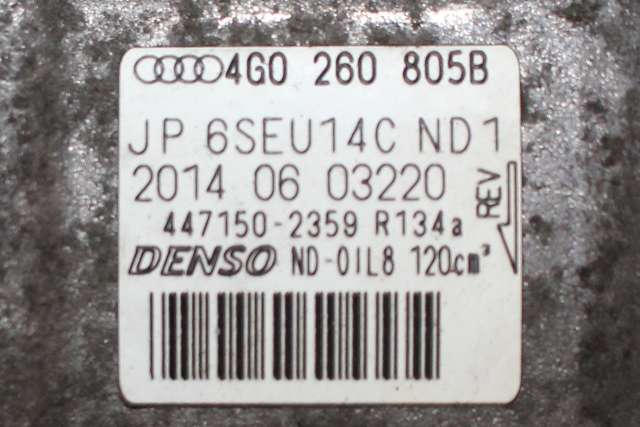 4G0 260 805B
JP 6SEU14C ND1
2014 06 03220
REV
447150-2359 R134a
DENSO ND-OIL8 120cm³